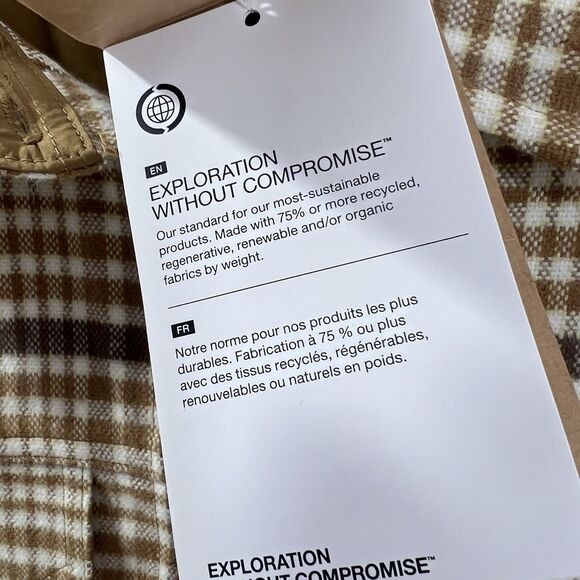 EN
EXPLORATION
WITHOUT COMPROMISE™
Our standard for our most-sustainable
products. Made with 75% or more recycled,
regenerative, renewable and/or organic
fabrics by weight.
FR
Notre norme pour nos produits les plus
durables. Fabrication à 75 % ou plus
avec des tissus recyclés, régénérables,
renouvelables ou naturels en poids.
EXPLORATION
WITHOUT COMPROMISE™